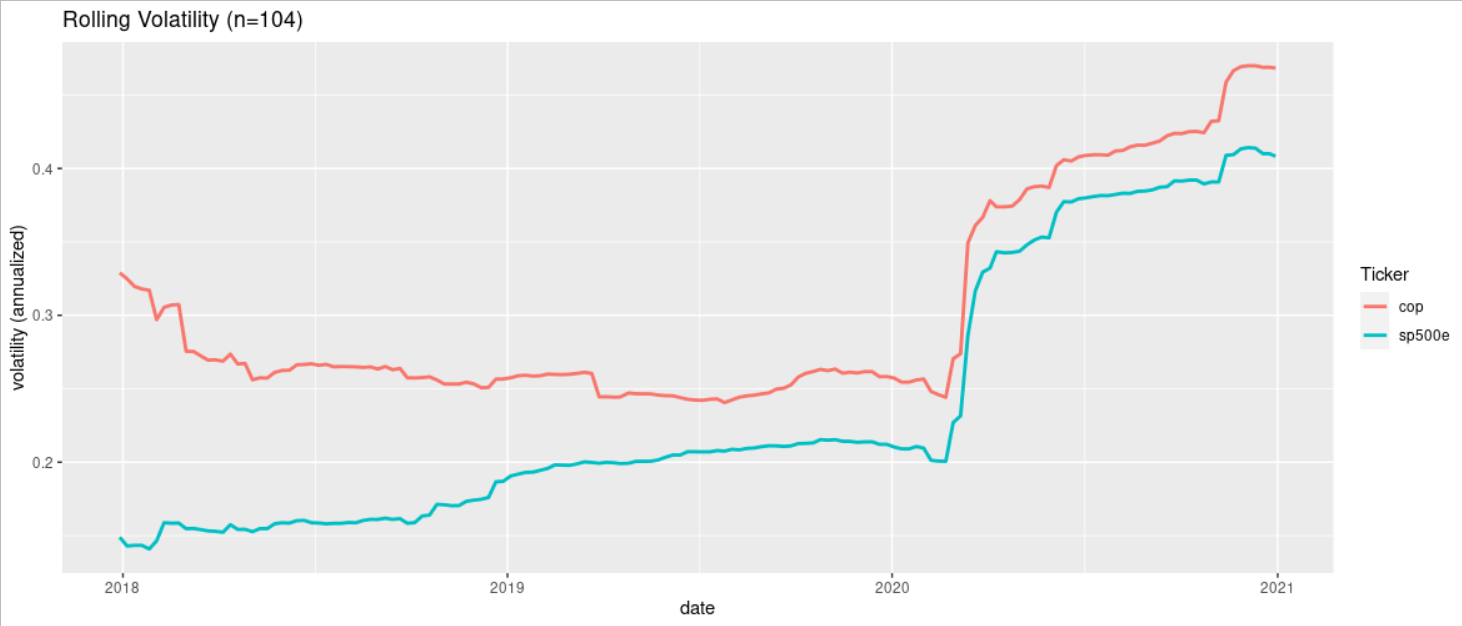 Rolling Volatility (n=104)
volatility (annualized)
0.4
0.3
0.2
2018
2019
2020
2021
date
Ticker
cop
sp500e